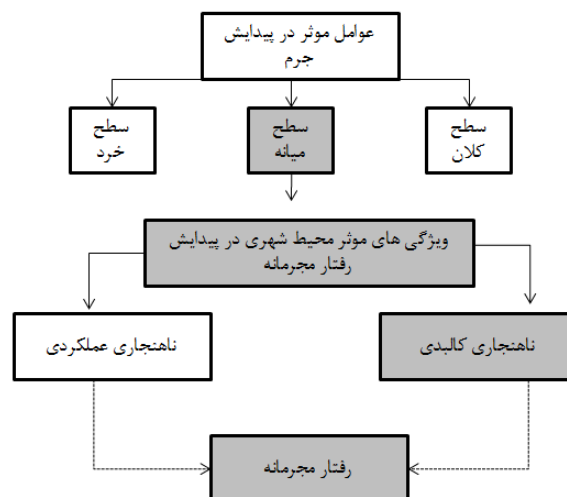 عوامل موثر در پیدایش
جرم
سطح
کلان
سطح
میانه
سطح
خرد
ویژگی های موثر محیط شهری در پیدایش
رفتار مجرمانه
ناهنجاری کالبدی
ناهنجاری عملکردی
رفتار مجرمانه